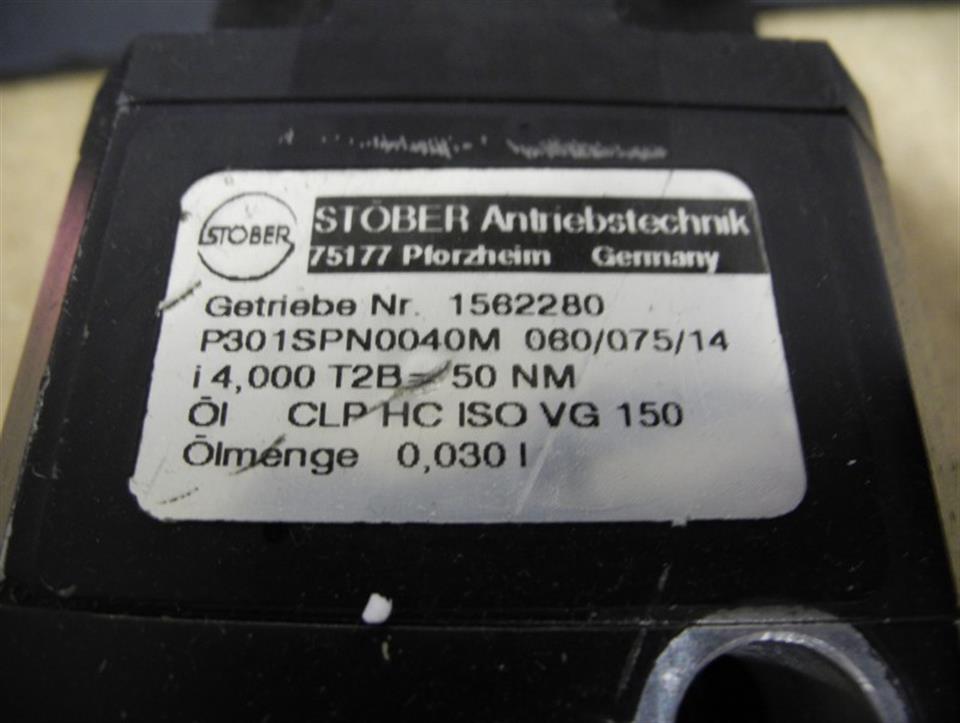 STÖBER
STÖBER Antriebstechnik
75177 Pforzheim Germany
Getriebe Nr. 1562280
P301SPN0040M 060/075/14
i 4,000 T2B= 50 NM
Öl CLP HC ISO VG 150
Ölmenge 0,030 l